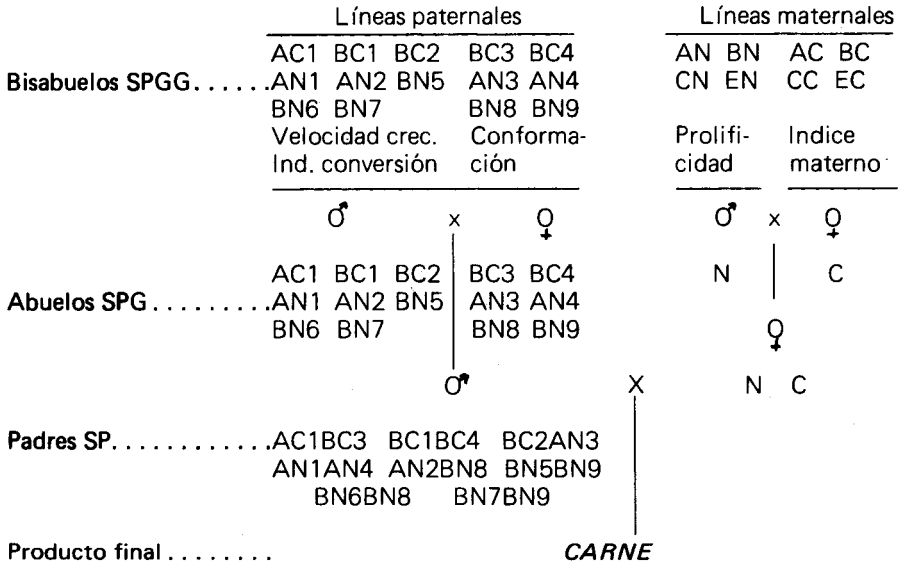 Líneas paternales Líneas maternales
AC1 BC1 BC2 BC3 BC4 AN BN AC BC
Bisabuelos SPGG......AN1 AN2 BN5 AN3 AN4 CN EN CC EC
BN6 BN7 BN8 BN9
Velocidad crec. Conforma- Prolifi- Indice
Ind. conversión ción cidad materno
♂ x ♀ ♂ x ♀
AC1 BC1 BC2 BC3 BC4 N C
Abuelos SPG.........AN1 AN2 BN5 AN3 AN4
BN6 BN7 BN8 BN9 ♀
♂ X N C
Padres SP............AC1BC3 BC1BC4 BC2AN3
AN1AN4 AN2BN8 BN5BN9
BN6BN8 BN7BN9
Producto final........ CARNE